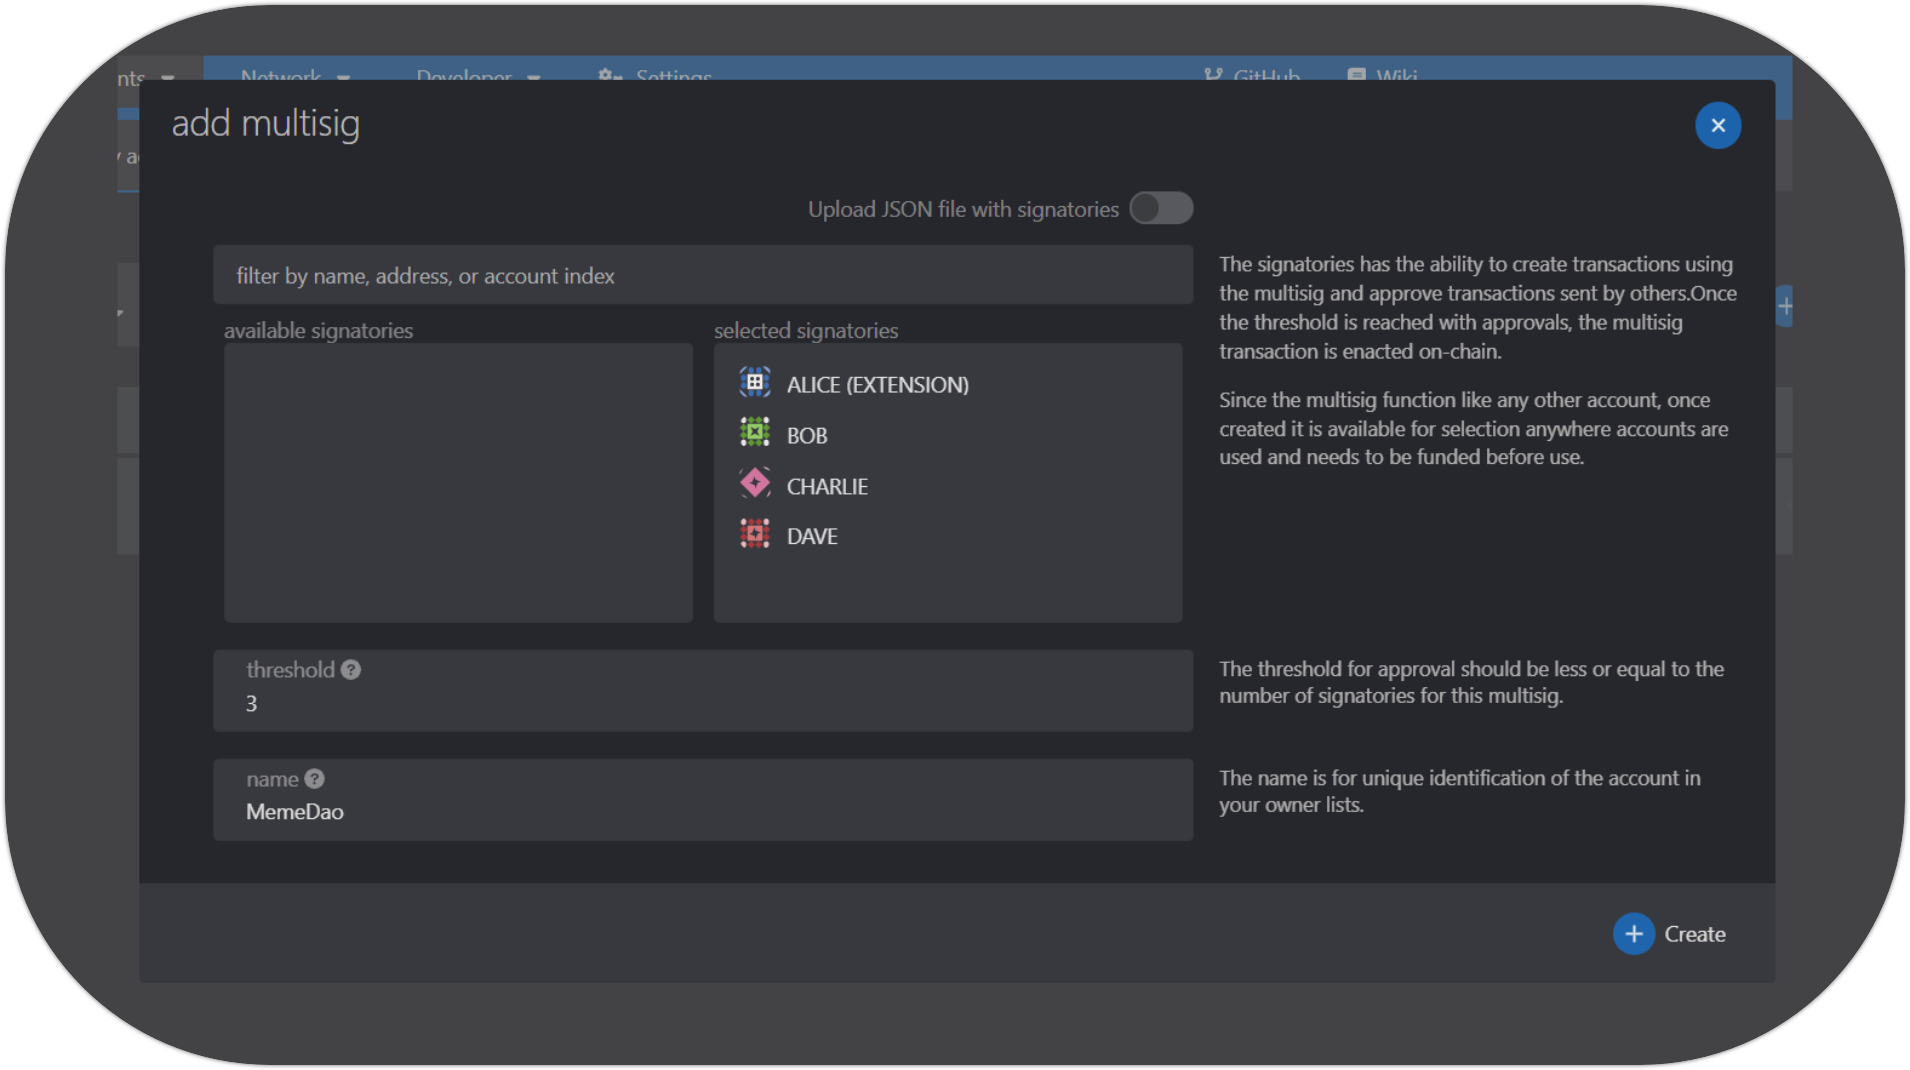 nts
Network
Developer
Settings
GitHub
Wiki
add multisig
Upload JSON file with signatories
filter by name, address, or account index
available signatories
selected signatories
ALICE (EXTENSION)
BOB
CHARLIE
DAVE
The signatories has the ability to create transactions using
the multisig and approve transactions sent by others.Once
the threshold is reached with approvals, the multisig
transaction is enacted on-chain.
Since the multisig function like any other account, once
created it is available for selection anywhere accounts are
used and needs to be funded before use.
threshold
3
The threshold for approval should be less or equal to the
number of signatories for this multisig.
name
MemeDao
The name is for unique identification of the account in
your owner lists.
Create